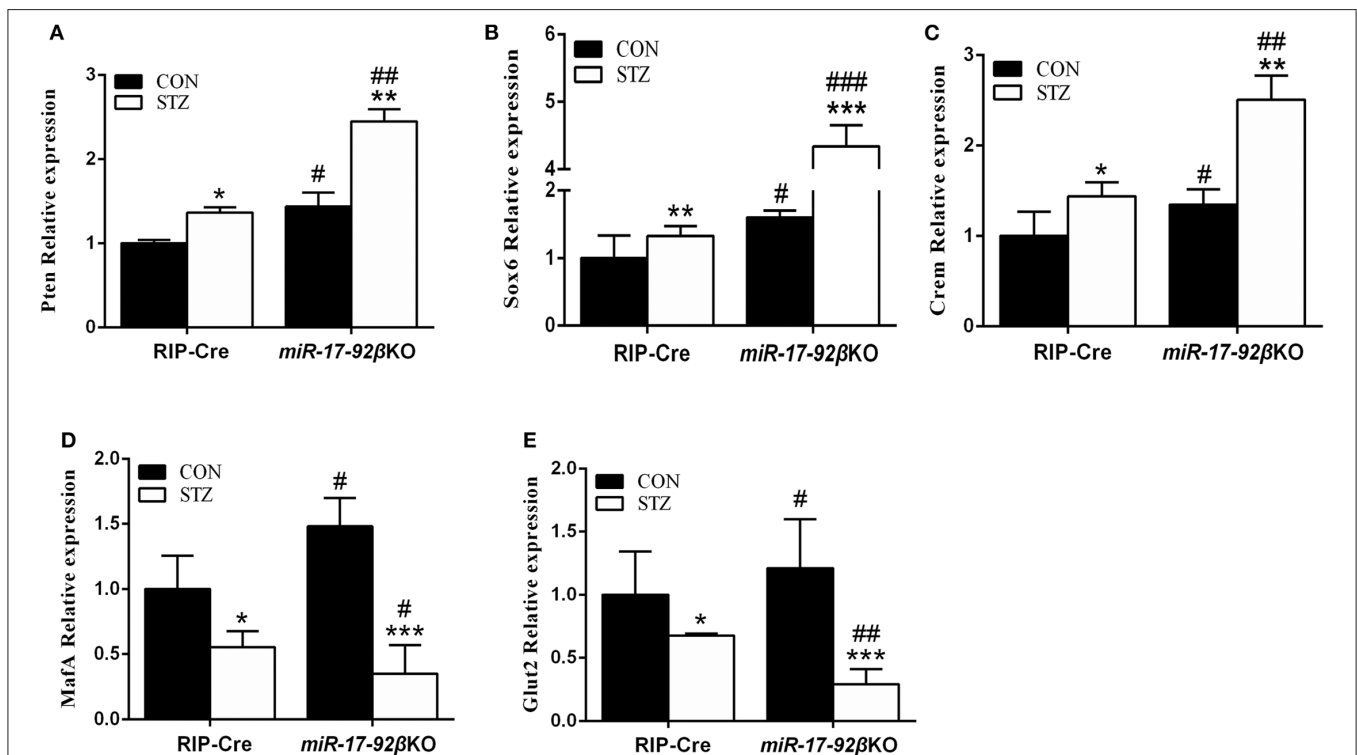 A
Pten Relative expression
3
2
1
0
CON
STZ
*
#
##
**
RIP-Cre miR-17-92βKO
B
Sox6 Relative expression
6
5
4
2
1
0
CON
STZ
**
#
###
***
RIP-Cre miR-17-92βKO
C
Crem Relative expression
3
2
1
0
CON
STZ
*
#
##
**
RIP-Cre miR-17-92βKO
D
MafA Relative expression
2.0
1.5
1.0
0.5
0.0
CON
STZ
*
#
#
***
RIP-Cre miR-17-92βKO
E
Glut2 Relative expression
2.0
1.5
1.0
0.5
0.0
CON
STZ
*
#
##
***
RIP-Cre miR-17-92βKO